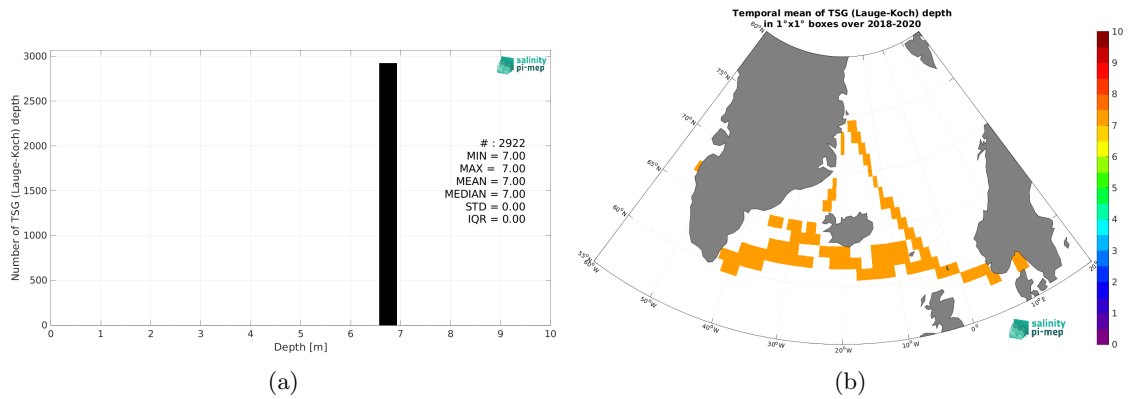 3000
2500
2000
1500
1000
500
0
Number of TSG (Lauge-Koch) depth
0 1 2 3 4 5 6 7 8 9 10
Depth [m]
salinity
pi-mep
# : 2922
MIN = 7.00
MAX = 7.00
MEAN = 7.00
MEDIAN = 7.00
STD = 0.00
IQR = 0.00
(a)
Temporal mean of TSG (Lauge-Koch) depth
in 1°x1° boxes over 2018-2020
80°N
75°N
70°N
65°N
60°N
55°N
60°W
50°W
40°W
30°W
20°W
10°W
0°
10°E
10
9
8
7
6
5
4
3
2
1
0
salinity
pi-mep
(b)